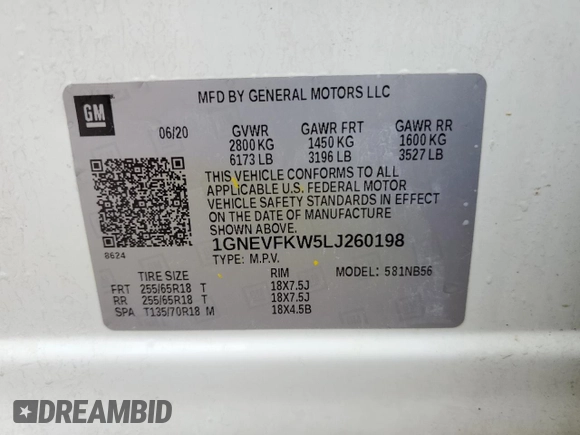 GM
MFD BY GENERAL MOTORS LLC
06/20 GVWR GAWR FRT GAWR RR
2800 KG 1450 KG 1600 KG
6173 LB 3196 LB 3527 LB
THIS VEHICLE CONFORMS TO ALL
APPLICABLE U.S. FEDERAL MOTOR
VEHICLE SAFETY STANDARDS IN EFFECT
ON THE DATE OF MANUFACTURE
SHOWN ABOVE.
1GNEVFKW5LJ260198
8624 TYPE: M.P.V.
TIRE SIZE RIM MODEL: 581NB56
FRT 255/65R18 T 18X7.5J
RR 255/65R18 T 18X7.5J
SPA T135/70R18 M 18X4.5B
DREAMBID